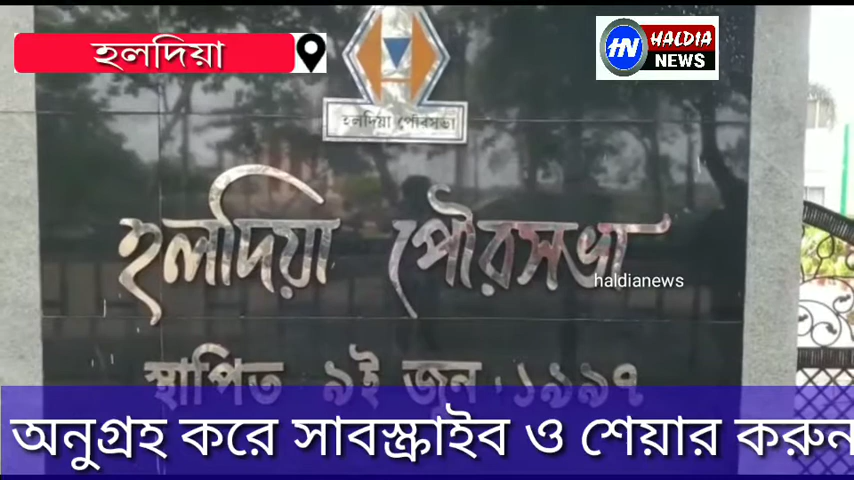 হলদিয়া
HN HALDIA
NEWS
হলদিয়া পৌরসভা
হলদিয়া পৌরসভা
haldianews
স্থাপিত ৯ই জুন, ১৯৯৭
অনুগ্রহ করে সাবস্ক্রাইব ও শেয়ার করুন